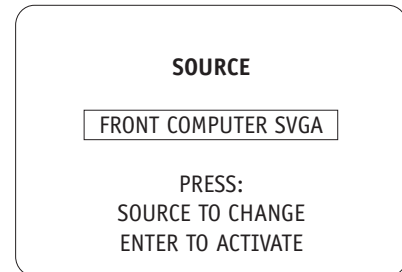 SOURCE
FRONT COMPUTER SVGA
PRESS:
SOURCE TO CHANGE
ENTER TO ACTIVATE